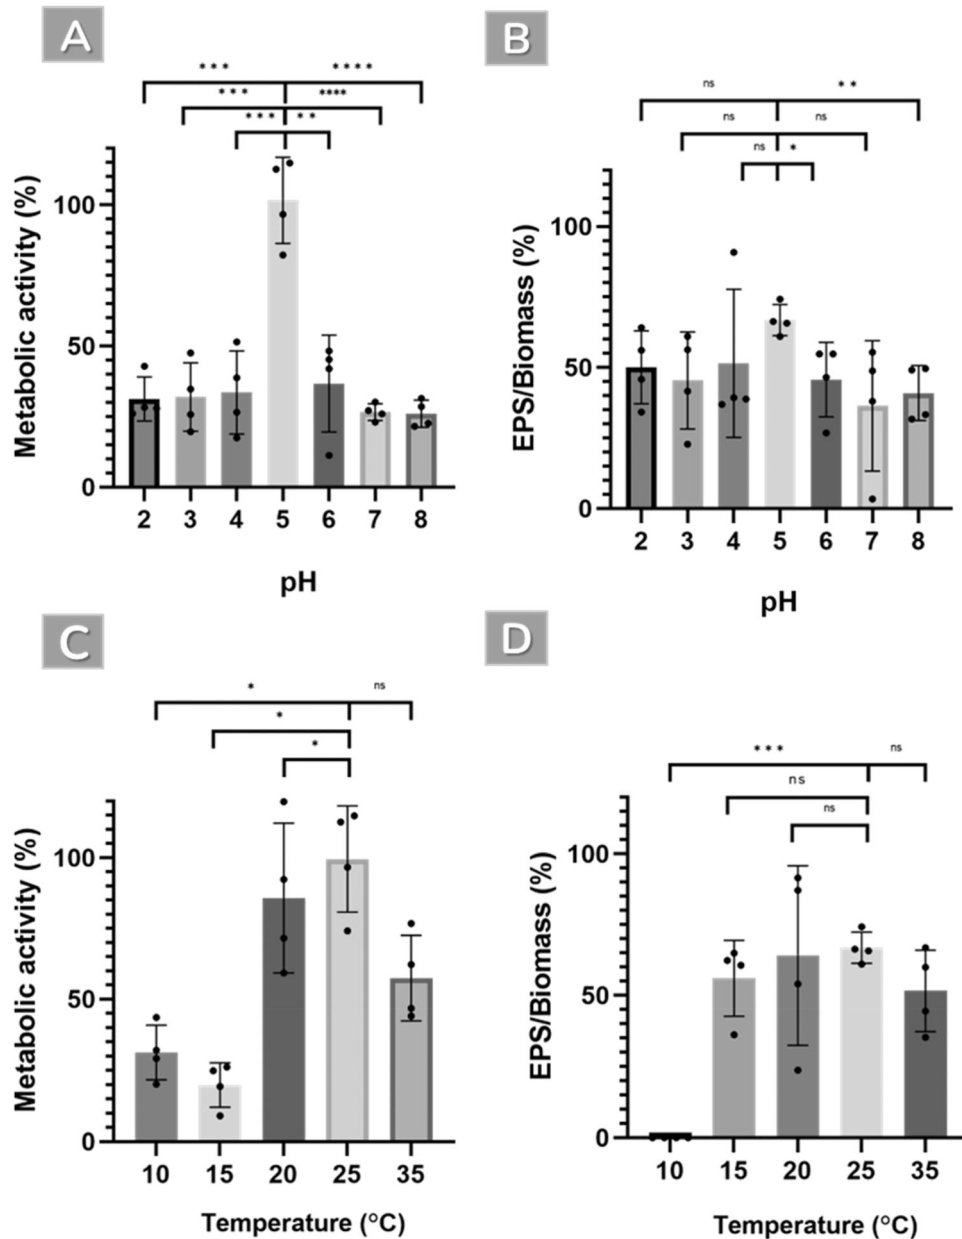 A
*** ****
*** ****
*** **
Metabolic activity (%)
100
50
0
2 3 4 5 6 7 8
pH
B
ns **
ns ns
ns *
EPS/Biomass (%)
100
50
0
2 3 4 5 6 7 8
pH
C
* ns
*
*
Metabolic activity (%)
100
50
0
10 15 20 25 35
Temperature (°C)
D
*** ns
ns
ns
EPS/Biomass (%)
100
50
0
10 15 20 25 35
Temperature (°C)